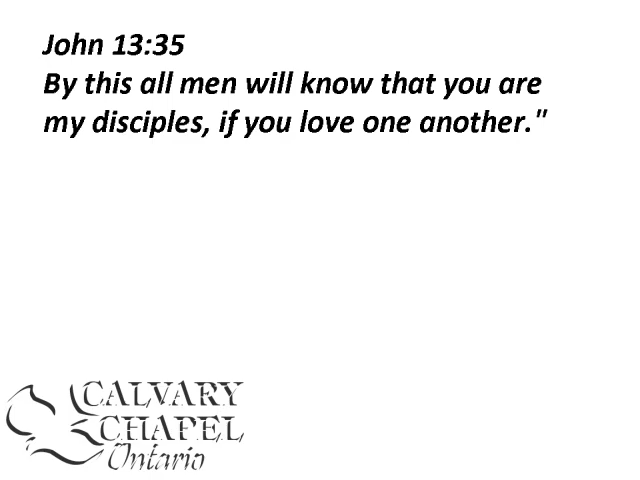 John 13:35
By this all men will know that you are
my disciples, if you love one another."
CALVARY
CHAPEL
Ontario